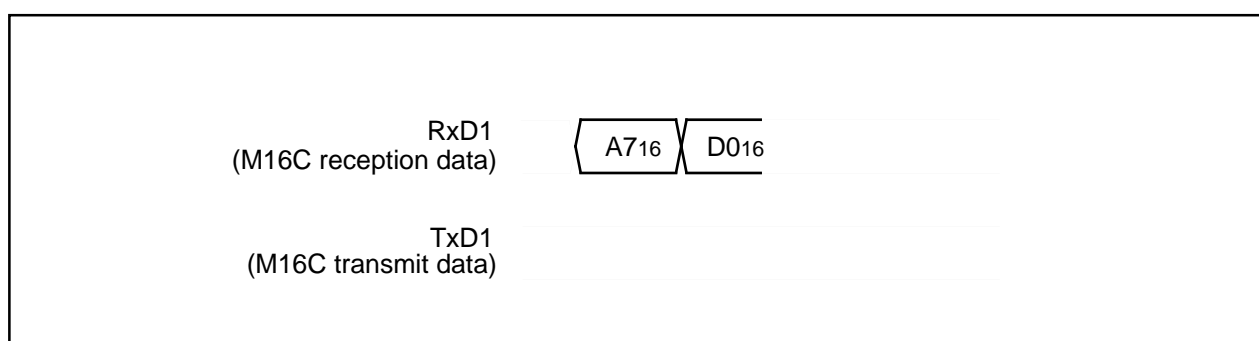 RxD1
(M16C reception data)
A716
D016
TxD1
(M16C transmit data)